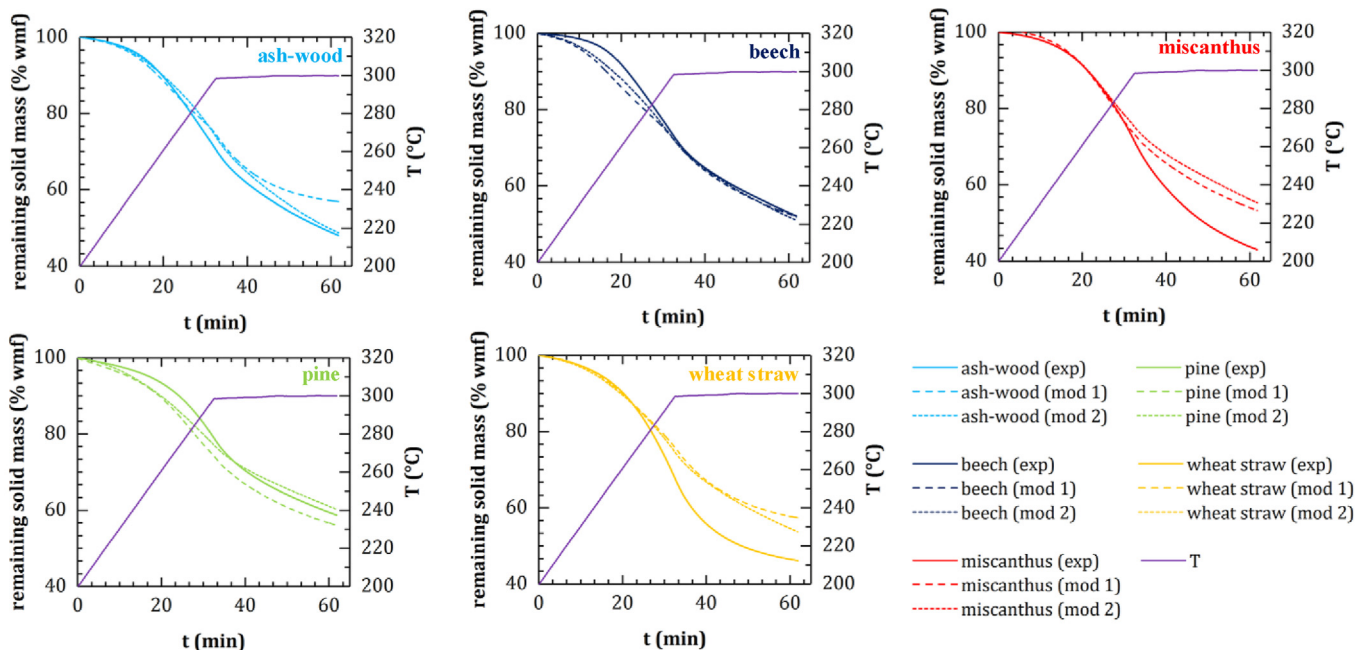 ash-wood
remaining solid mass (% wmf)
100
80
60
40
320
300
280
260
240
220
200
T (°C)
0
20
40
60
t (min)
beech
remaining solid mass (% wmf)
100
80
60
40
320
300
280
260
240
220
200
T (°C)
0
20
40
60
t (min)
miscanthus
remaining solid mass (% wmf)
100
80
60
40
320
300
280
260
240
220
200
T (°C)
0
20
40
60
t (min)
pine
remaining solid mass (% wmf)
100
80
60
40
320
300
280
260
240
220
200
T (°C)
0
20
40
60
t (min)
wheat straw
remaining solid mass (% wmf)
100
80
60
40
320
300
280
260
240
220
200
T (°C)
0
20
40
60
t (min)
ash-wood (exp)
ash-wood (mod 1)
ash-wood (mod 2)
pine (exp)
pine (mod 1)
pine (mod 2)
beech (exp)
beech (mod 1)
beech (mod 2)
wheat straw (exp)
wheat straw (mod 1)
wheat straw (mod 2)
miscanthus (exp)
miscanthus (mod 1)
miscanthus (mod 2)
T